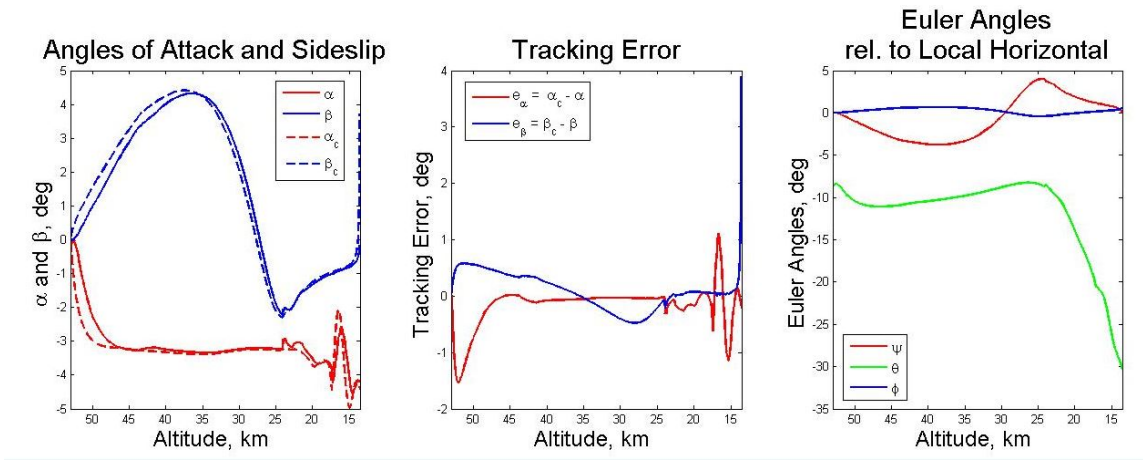 Angles of Attack and Sideslip
5
4
3
2
1
0
-1
-2
-3
-4
-5
α and β, deg
α
β
α_c
β_c
50 45 40 35 30 25 20 15
Altitude, km
Tracking Error
4
3
2
1
0
-1
-2
Tracking Error, deg
e_α = α_c - α
e_β = β_c - β
50 45 40 35 30 25 20 15
Altitude, km
Euler Angles
rel. to Local Horizontal
5
0
-5
-10
-15
-20
-25
-30
-35
Euler Angles, deg
ψ
θ
ϕ
50 45 40 35 30 25 20 15
Altitude, km